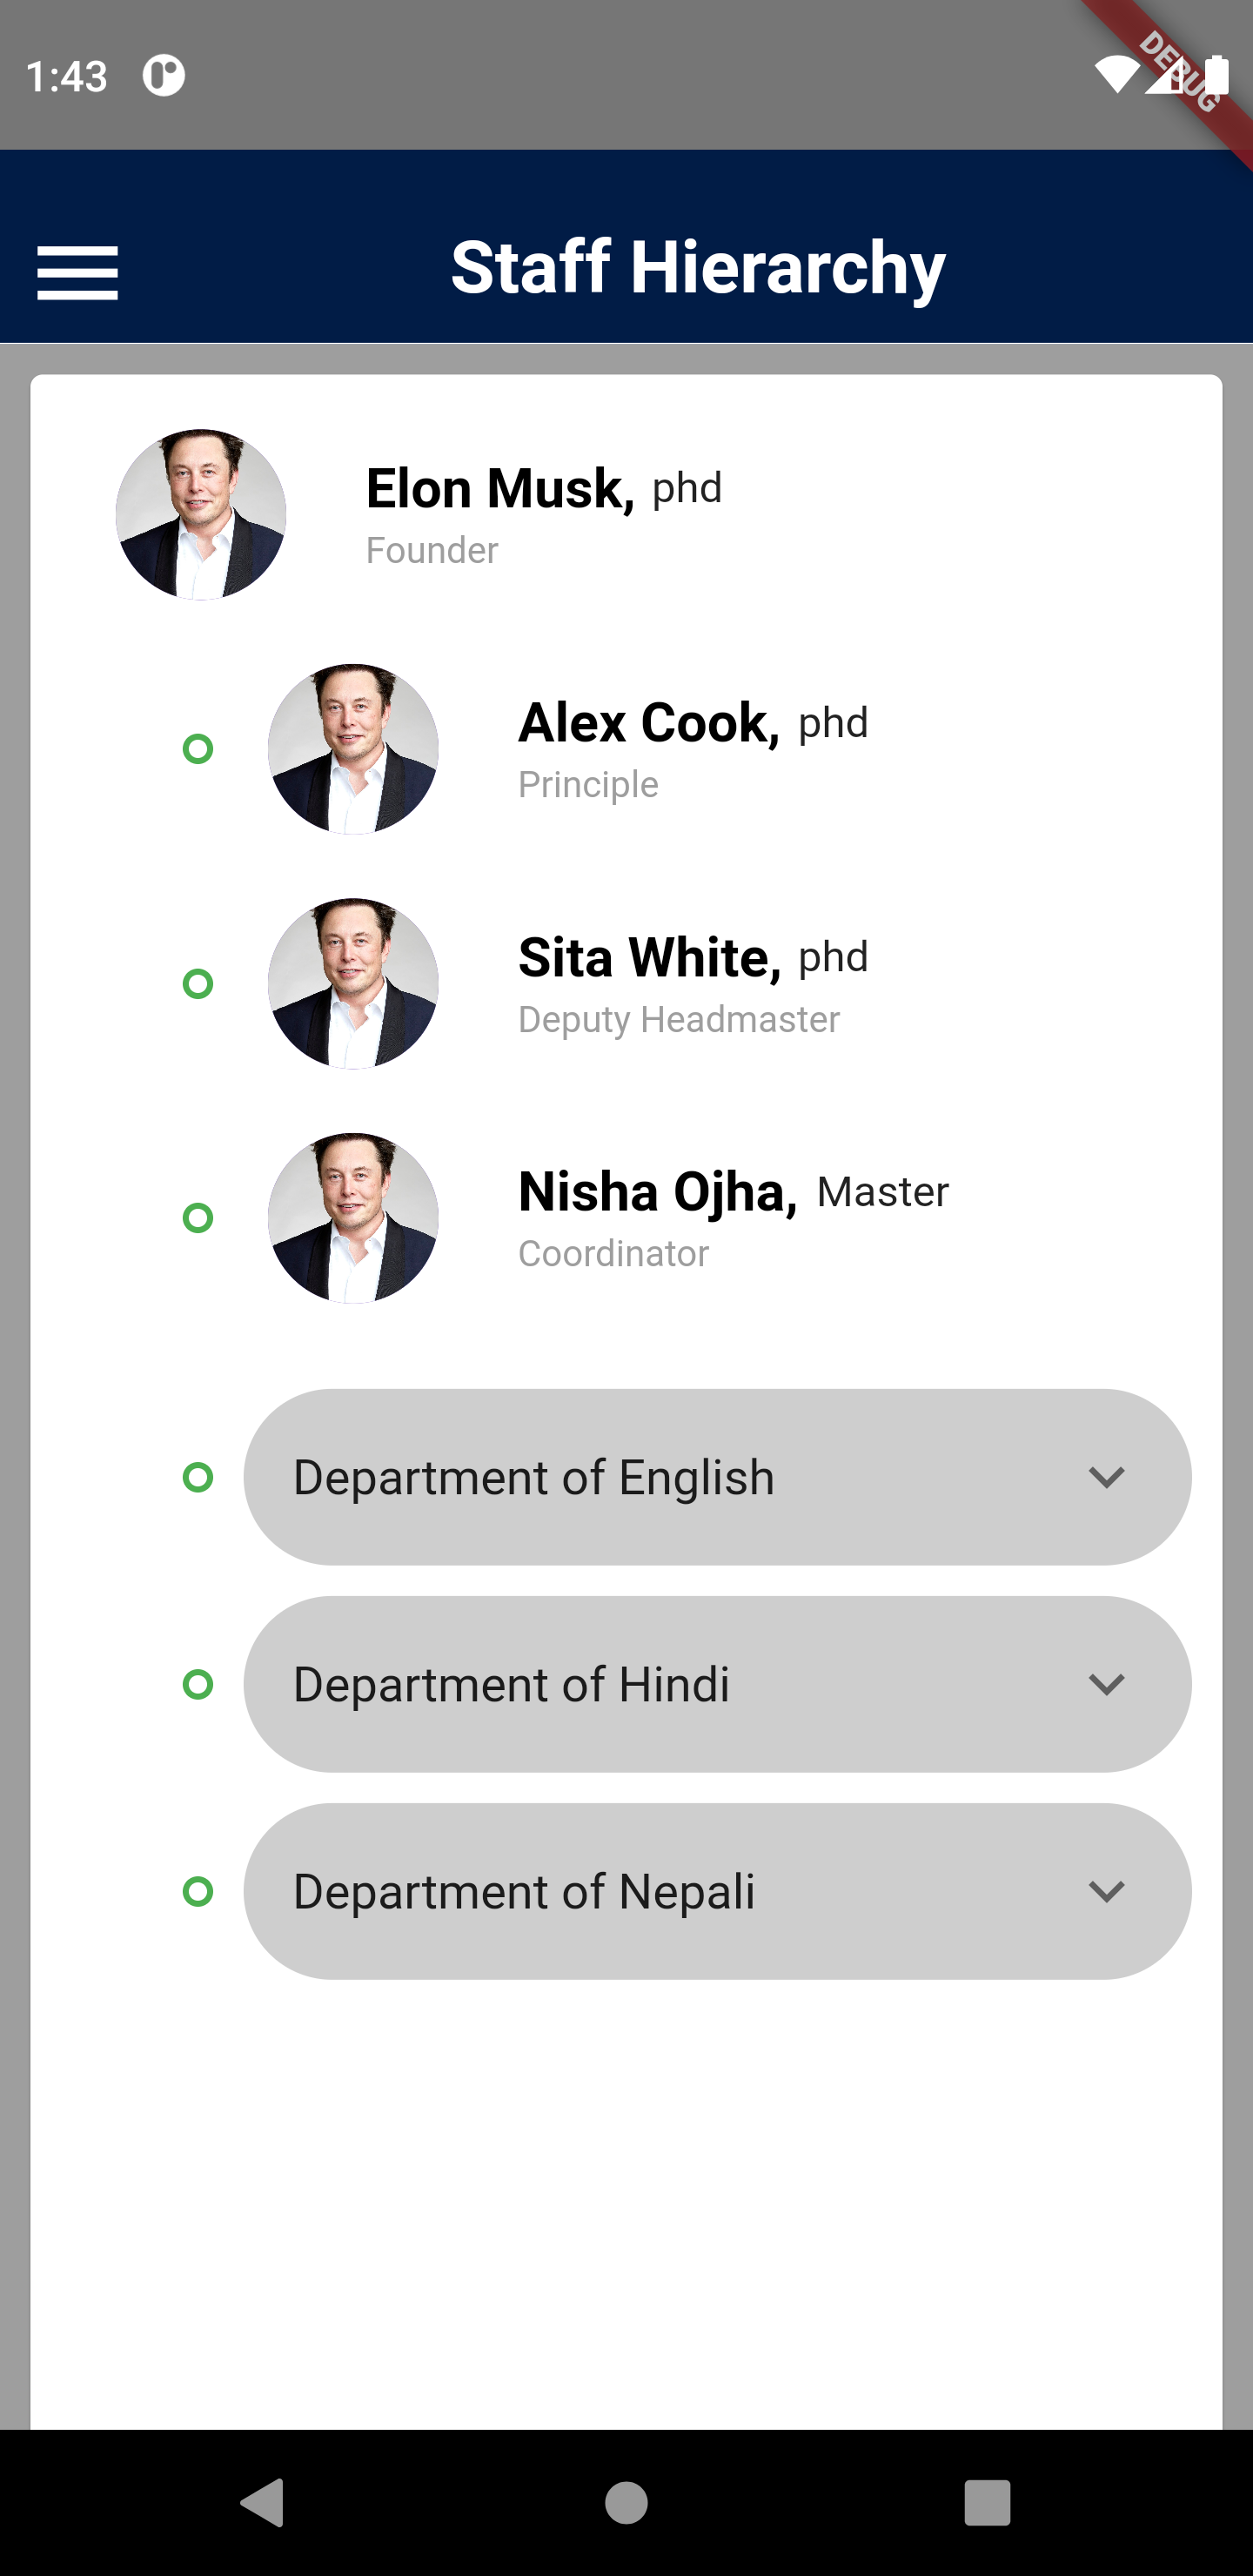 1:43
DEBUG
Staff Hierarchy
Elon Musk, phd
Founder
Alex Cook, phd
Principle
Sita White, phd
Deputy Headmaster
Nisha Ojha, Master
Coordinator
Department of English
Department of Hindi
Department of Nepali